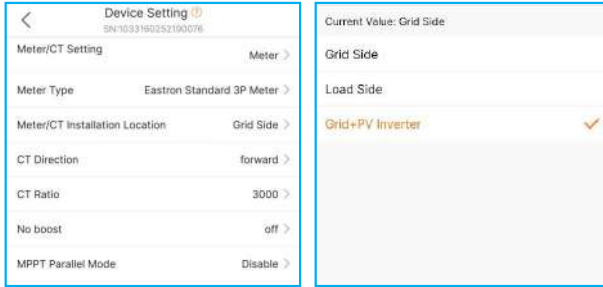 Device Setting
SN:1033160252190076
Meter/CT Setting Meter
Meter Type Eastron Standard 3P Meter
Meter/CT Installation Location Grid Side
CT Direction forward
CT Ratio 3000
No boost off
MPPT Parallel Mode Disable
Current Value: Grid Side
Grid Side
Load Side
Grid+PV Inverter